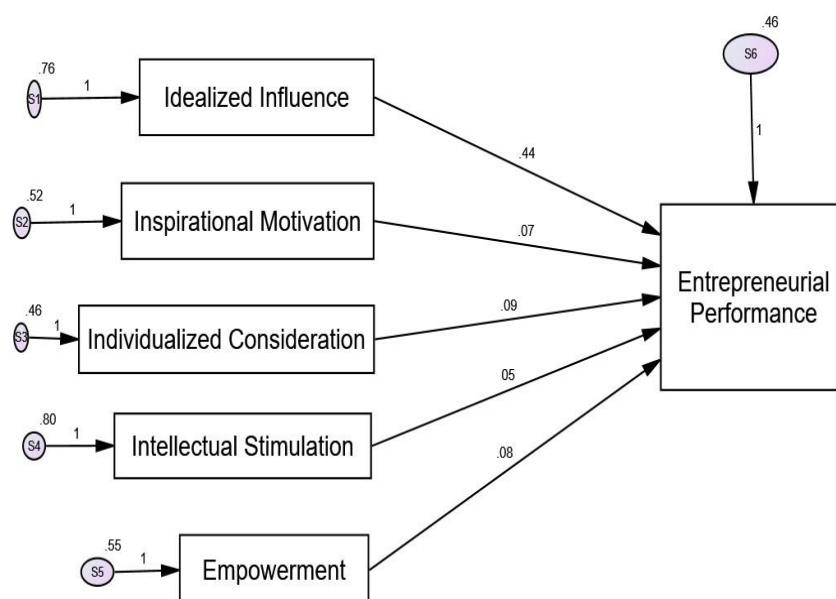 .76
S1
1
Idealized Influence
.44
.52
S2
1
Inspirational Motivation
.07
.46
S3
1
Individualized Consideration
.09
.80
S4
1
Intellectual Stimulation
05
.55
S5
1
Empowerment
.08
.46
S6
1
Entrepreneurial
Performance